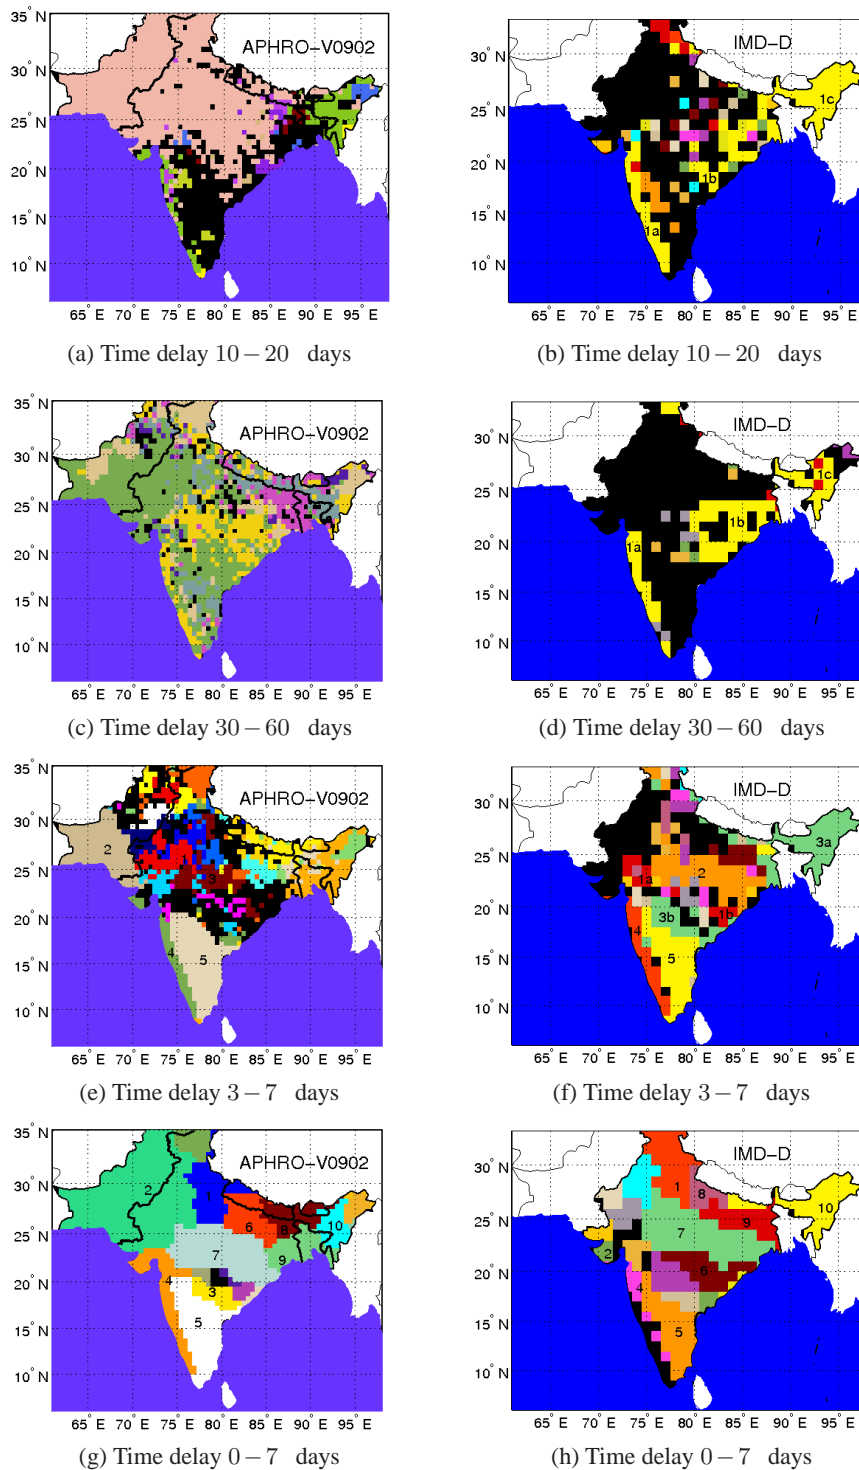 35° N
30° N
25° N
20° N
15° N
10° N
APHRO-V0902
65° E 70° E 75° E 80° E 85° E 90° E 95° E
(a) Time delay 10 – 20 days
30° N
25° N
20° N
15° N
10° N
IMD-D
1c
1b
1a
65° E 70° E 75° E 80° E 85° E 90° E 95° E
(b) Time delay 10 – 20 days
35° N
30° N
25° N
20° N
15° N
10° N
APHRO-V0902
65° E 70° E 75° E 80° E 85° E 90° E 95° E
(c) Time delay 30 – 60 days
30° N
25° N
20° N
15° N
10° N
IMD-D
1c
1b
1a
65° E 70° E 75° E 80° E 85° E 90° E 95° E
(d) Time delay 30 – 60 days
35° N
30° N
25° N
20° N
15° N
10° N
APHRO-V0902
2
3
4
5
65° E 70° E 75° E 80° E 85° E 90° E 95° E
(e) Time delay 3 – 7 days
30° N
25° N
20° N
15° N
10° N
IMD-D
3a
1a
2
3b
1b
4
5
65° E 70° E 75° E 80° E 85° E 90° E 95° E
(f) Time delay 3 – 7 days
35° N
30° N
25° N
20° N
15° N
10° N
APHRO-V0902
2
1
6
8
10
7
9
4
3
5
65° E 70° E 75° E 80° E 85° E 90° E 95° E
(g) Time delay 0 – 7 days
30° N
25° N
20° N
15° N
10° N
IMD-D
1
8
10
9
7
2
6
4
5
65° E 70° E 75° E 80° E 85° E 90° E 95° E
(h) Time delay 0 – 7 days